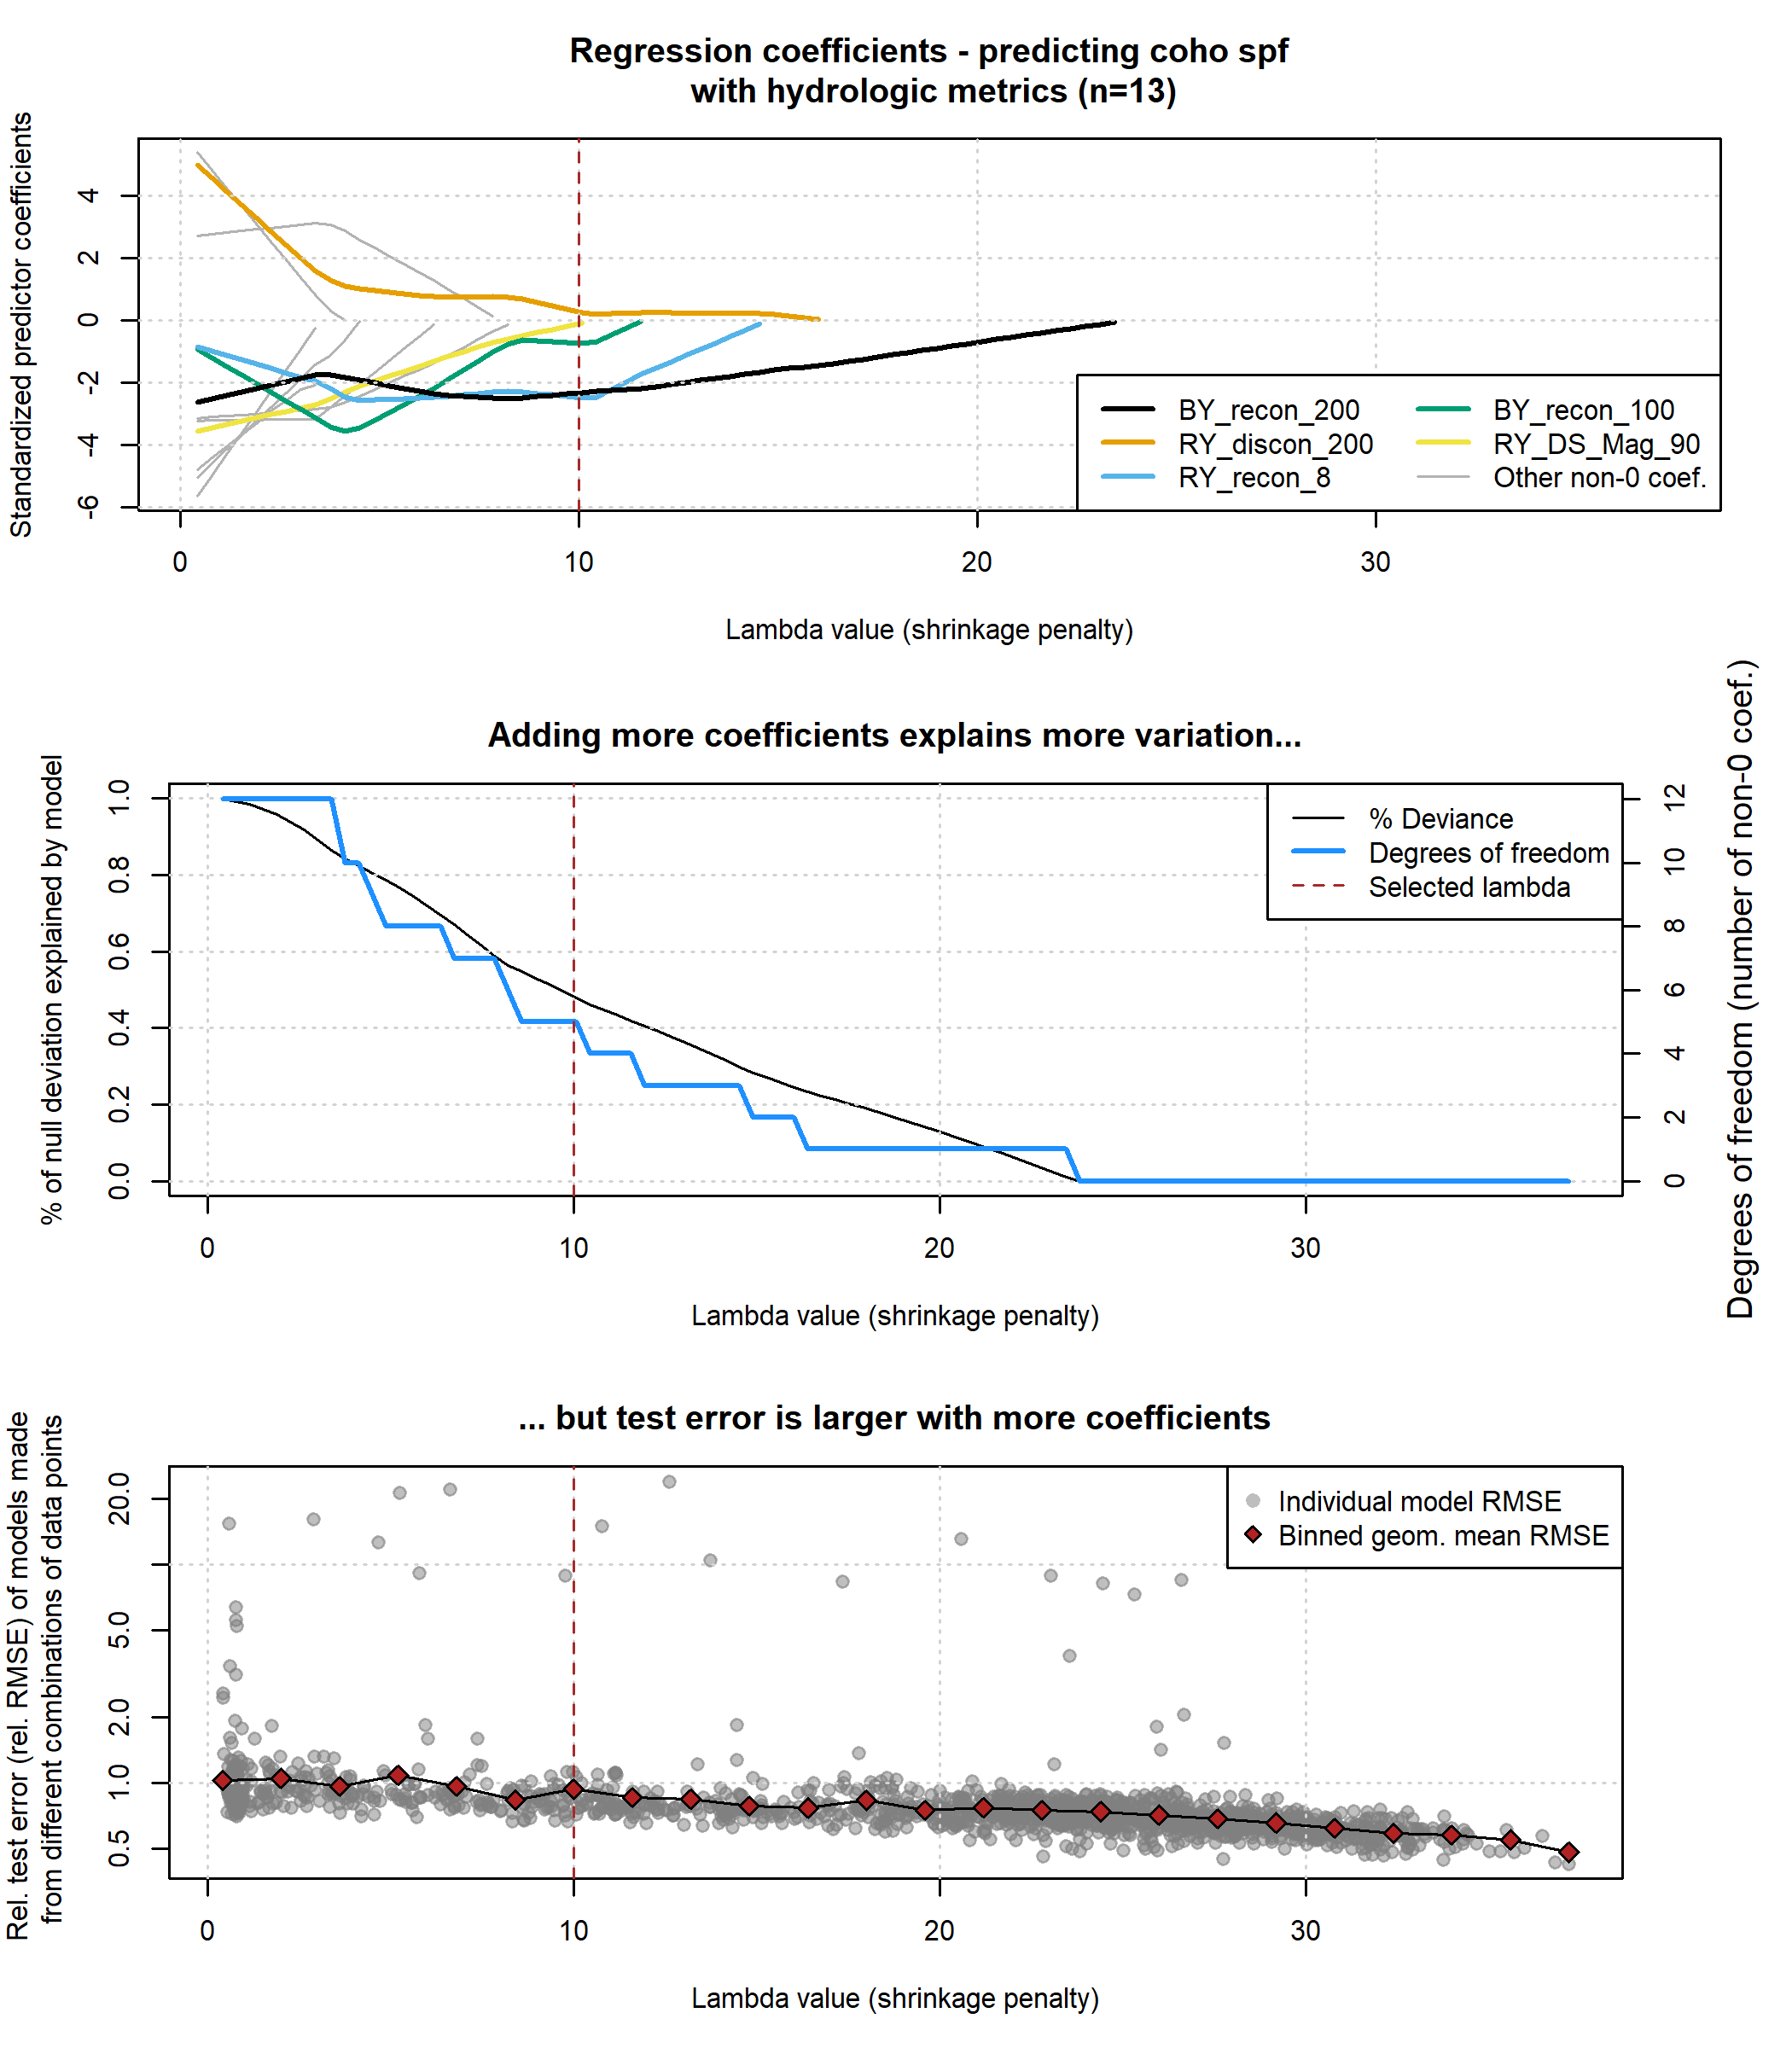 Regression coefficients - predicting coho spf
with hydrologic metrics (n=13)
Standardized predictor coefficients
4
2
0
-2
-4
-6
BY_recon_200
BY_recon_100
RY_discon_200
RY_DS_Mag_90
RY_recon_8
Other non-0 coef.
0
10
20
30
Lambda value (shrinkage penalty)
Adding more coefficients explains more variation...
% of null deviation explained by model
1.0
0.8
0.6
0.4
0.2
0.0
% Deviance
Degrees of freedom
Selected lambda
12
10
8
6
4
2
0
Degrees of freedom (number of non-0 coef.)
0
10
20
30
Lambda value (shrinkage penalty)
... but test error is larger with more coefficients
Rel. test error (rel. RMSE) of models made
from different combinations of data points
20.0
5.0
2.0
1.0
0.5
Individual model RMSE
Binned geom. mean RMSE
0
10
20
30
Lambda value (shrinkage penalty)